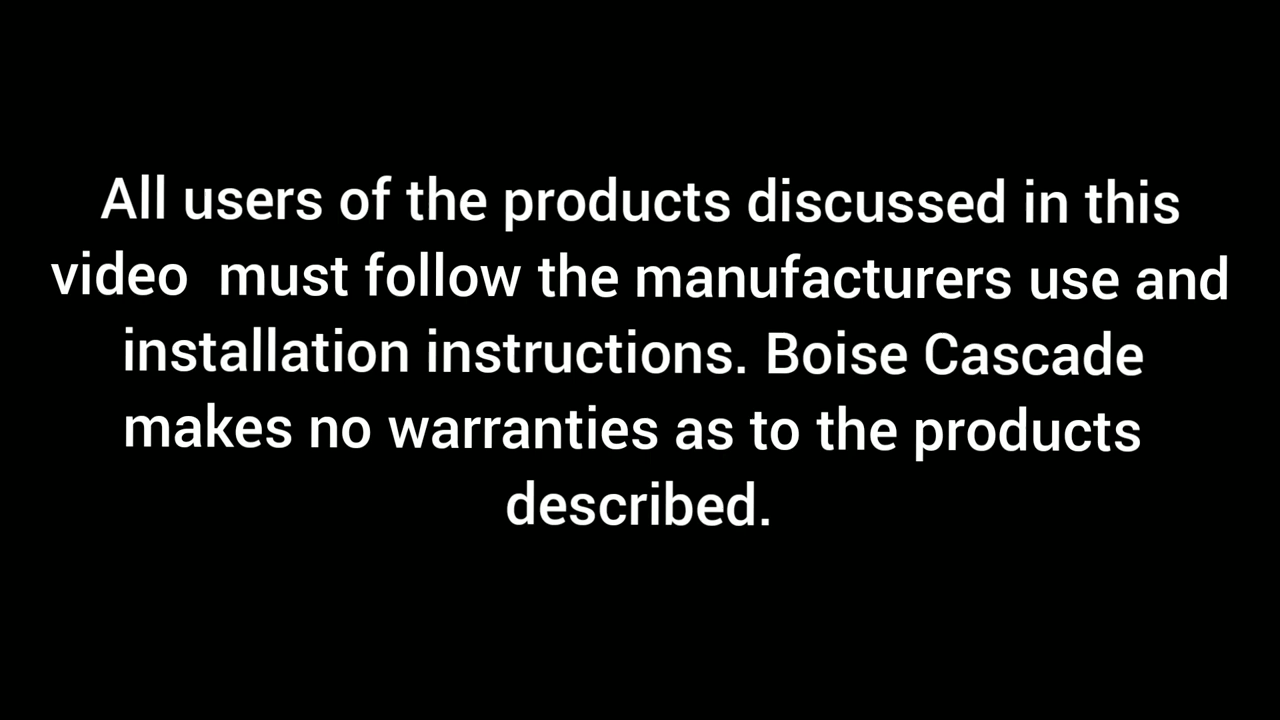 All users of the products discussed in this
video  must follow the manufacturers use and
installation instructions. Boise Cascade
makes no warranties as to the products
described.